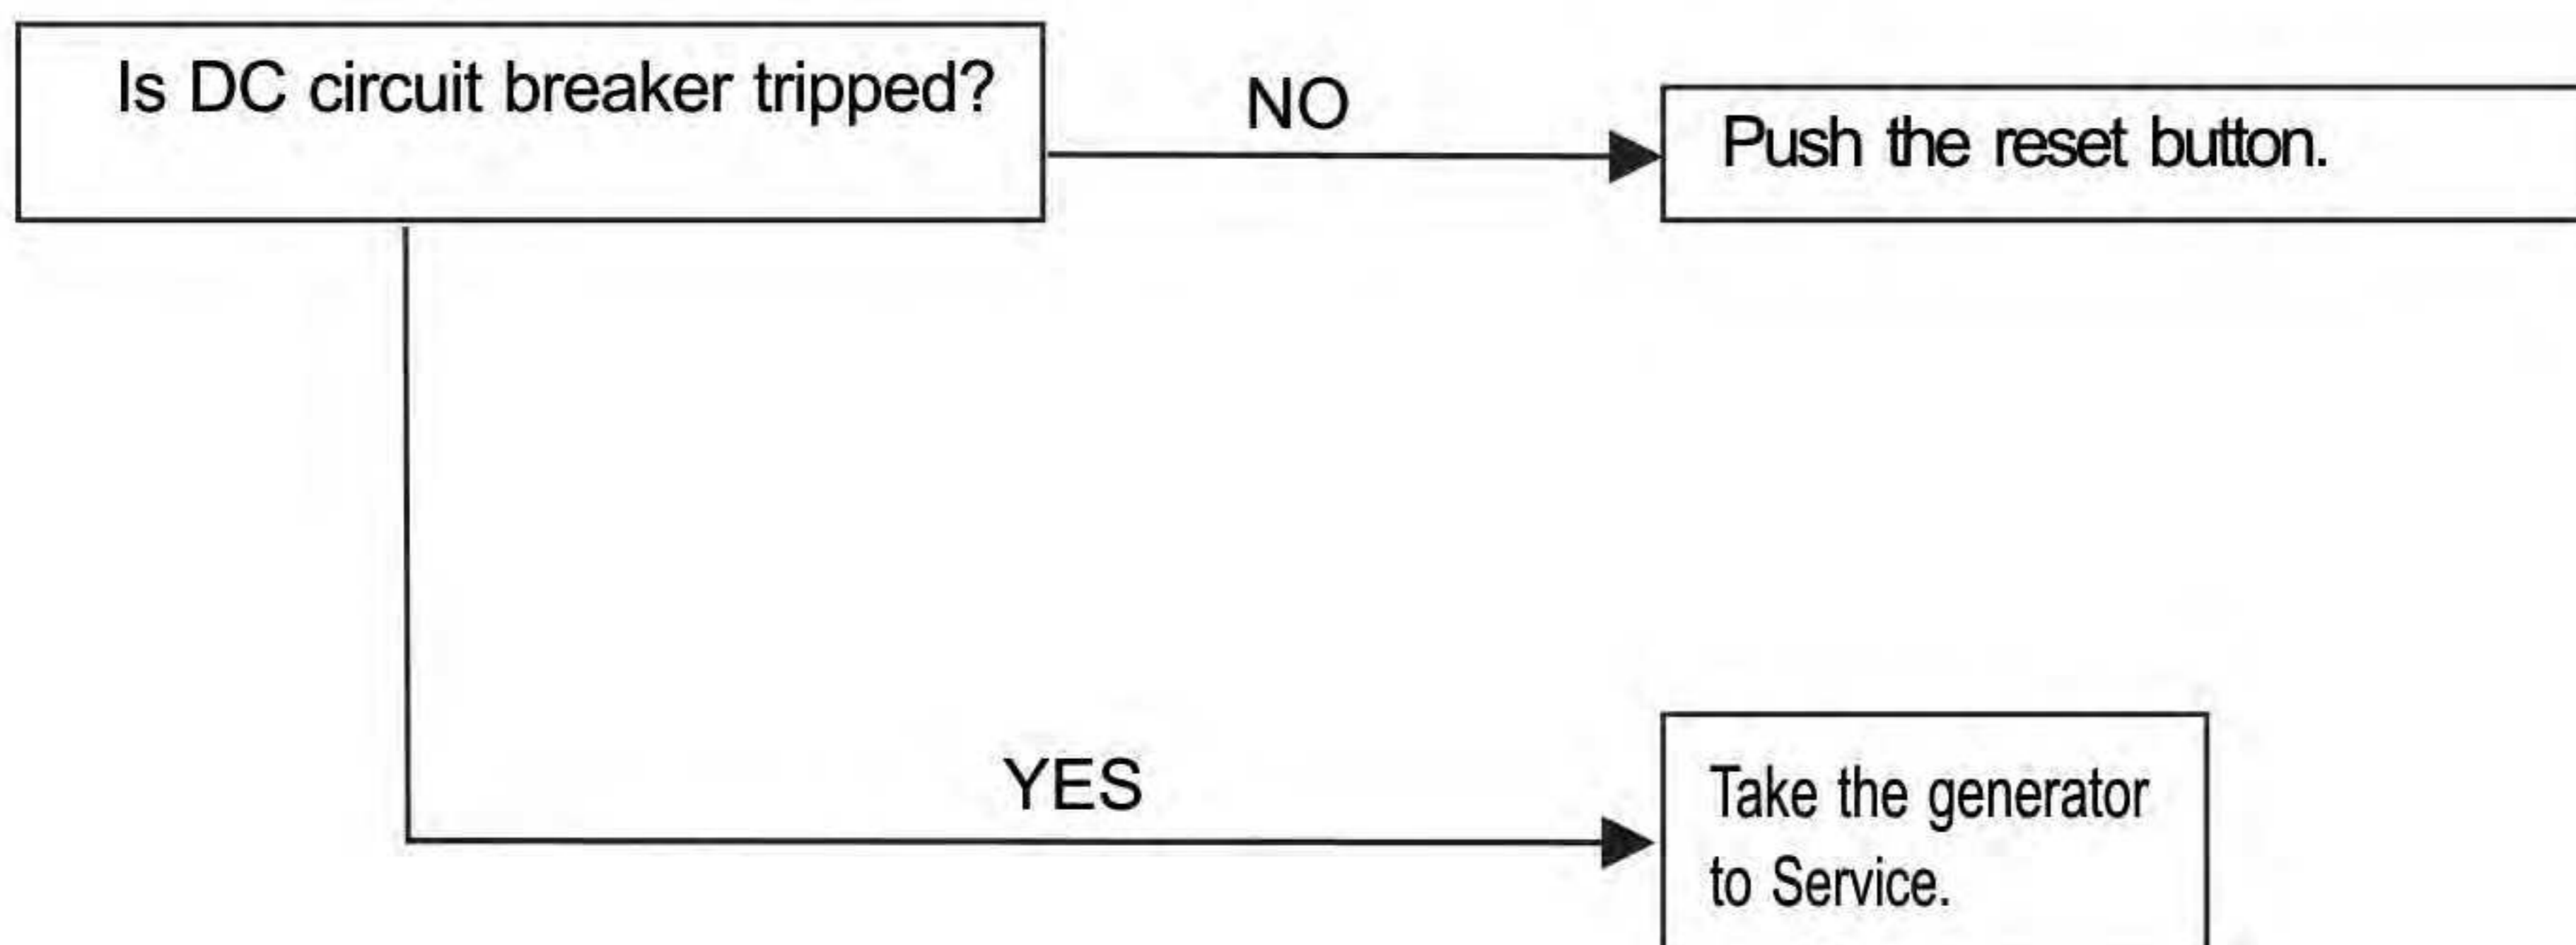 Is DC circuit breaker tripped?
NO
Push the reset button.
YES
Take the generator
to Service.